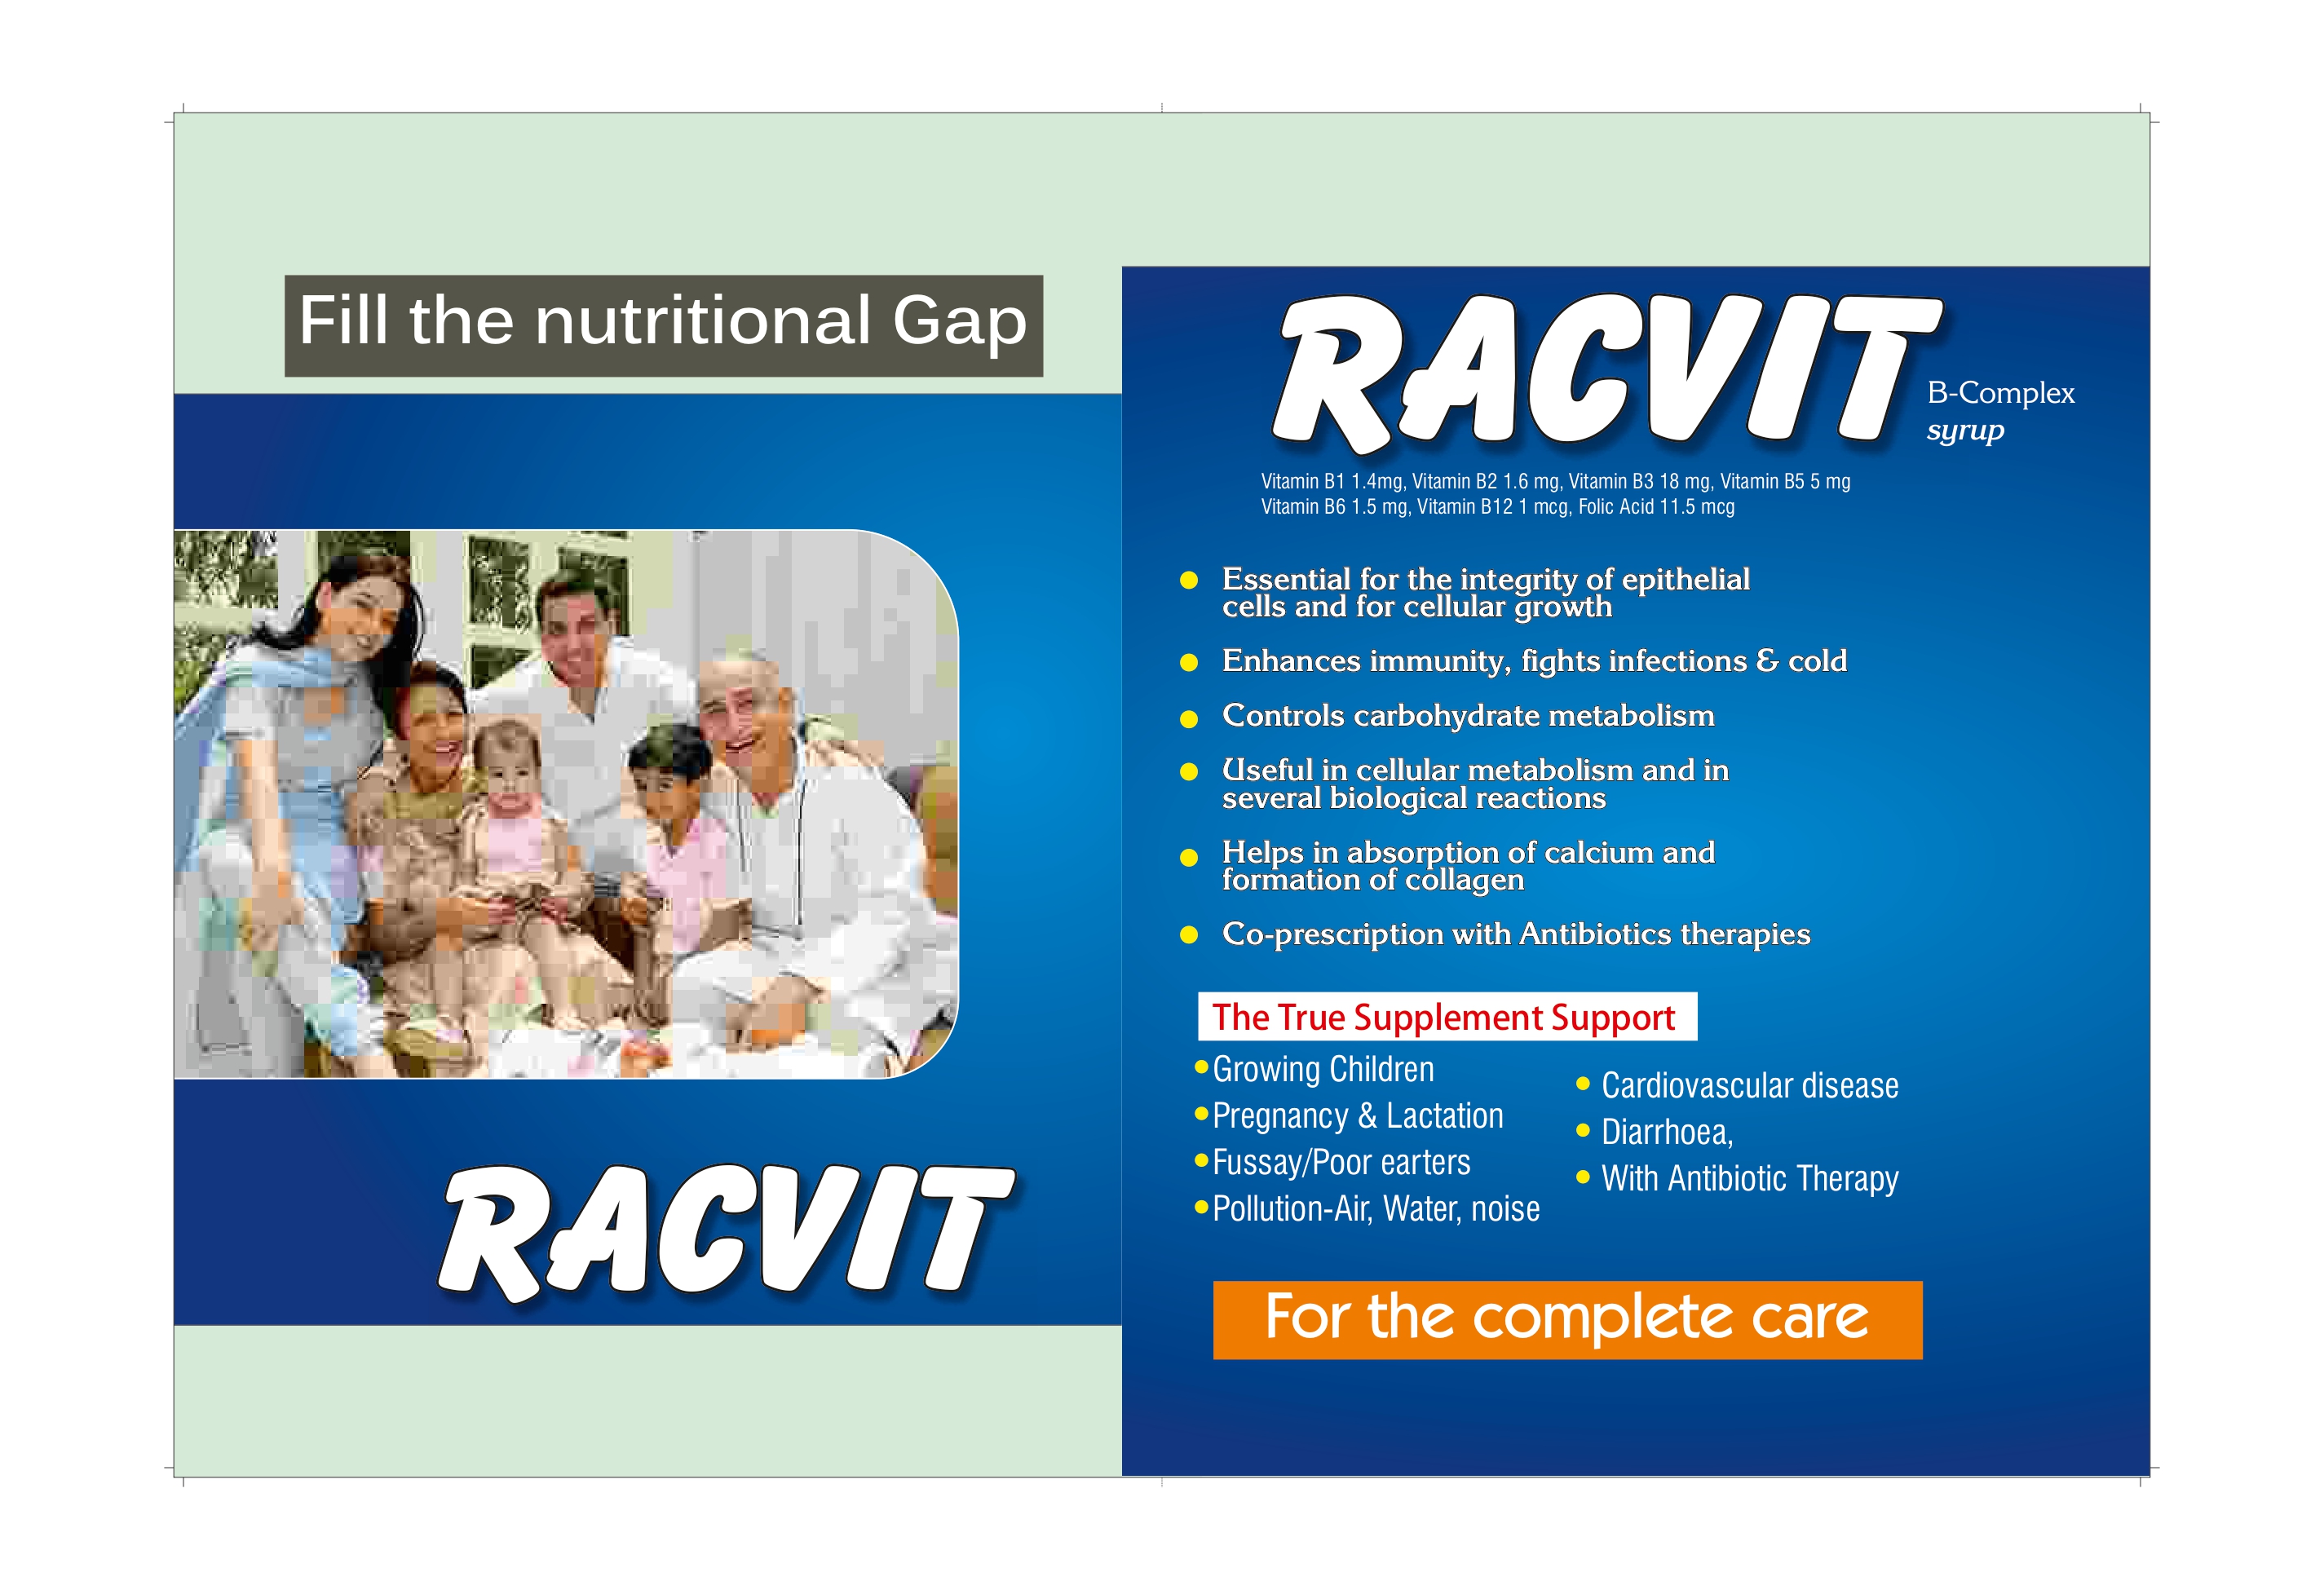 Fill the nutritional Gap
RACVIT
RACVIT
B-Complex
syrup
Vitamin B1 1.4mg, Vitamin B2 1.6 mg, Vitamin B3 18 mg, Vitamin B5 5 mg
Vitamin B6 1.5 mg, Vitamin B12 1 mcg, Folic Acid 11.5 mcg
Essential for the integrity of epithelial
cells and for cellular growth
Enhances immunity, fights infections & cold
Controls carbohydrate metabolism
Useful in cellular metabolism and in
several biological reactions
Helps in absorption of calcium and
formation of collagen
Co-prescription with Antibiotics therapies
The True Supplement Support
Growing Children
Pregnancy & Lactation
Fussay/Poor earters
Pollution-Air, Water, noise
Cardiovascular disease
Diarrhoea,
With Antibiotic Therapy
For the complete care